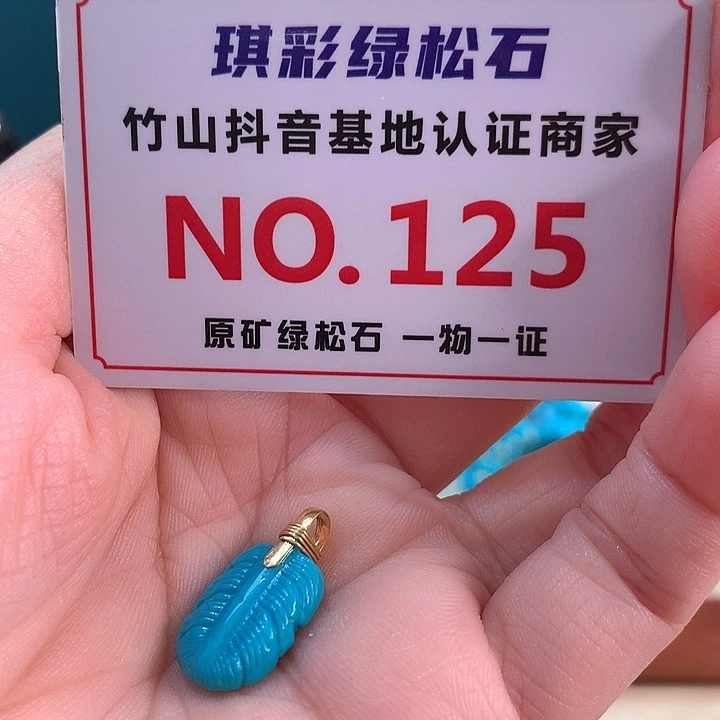 琪彩绿松石
竹山抖音基地认证商家
NO.125
原矿绿松石 一物一证